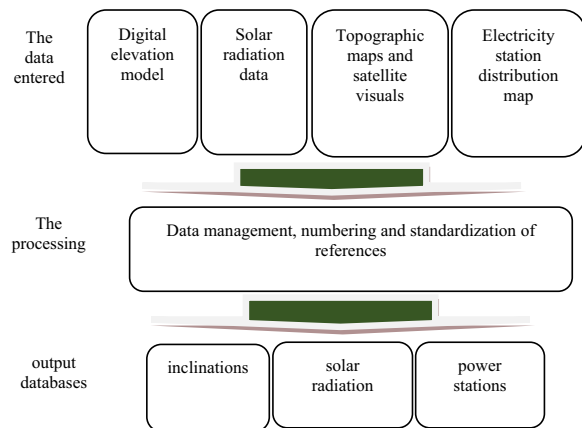 The
data
entered
Digital
elevation
model
Solar
radiation
data
Topographic
maps and
satellite
visuals
Electricity
station
distribution
map
The
processing
Data management, numbering and standardization of
references
output
databases
inclinations
solar
radiation
power
stations